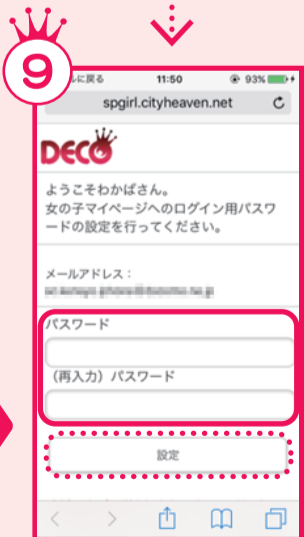 9
に戻る 11:50 93%
spgirl.cityheaven.net
DECO
ようこそわかばさん。
女の子マイページへのログイン用パスワ
ードの設定を行ってください。
メールアドレス：
パスワード
（再入力）パスワード
設定